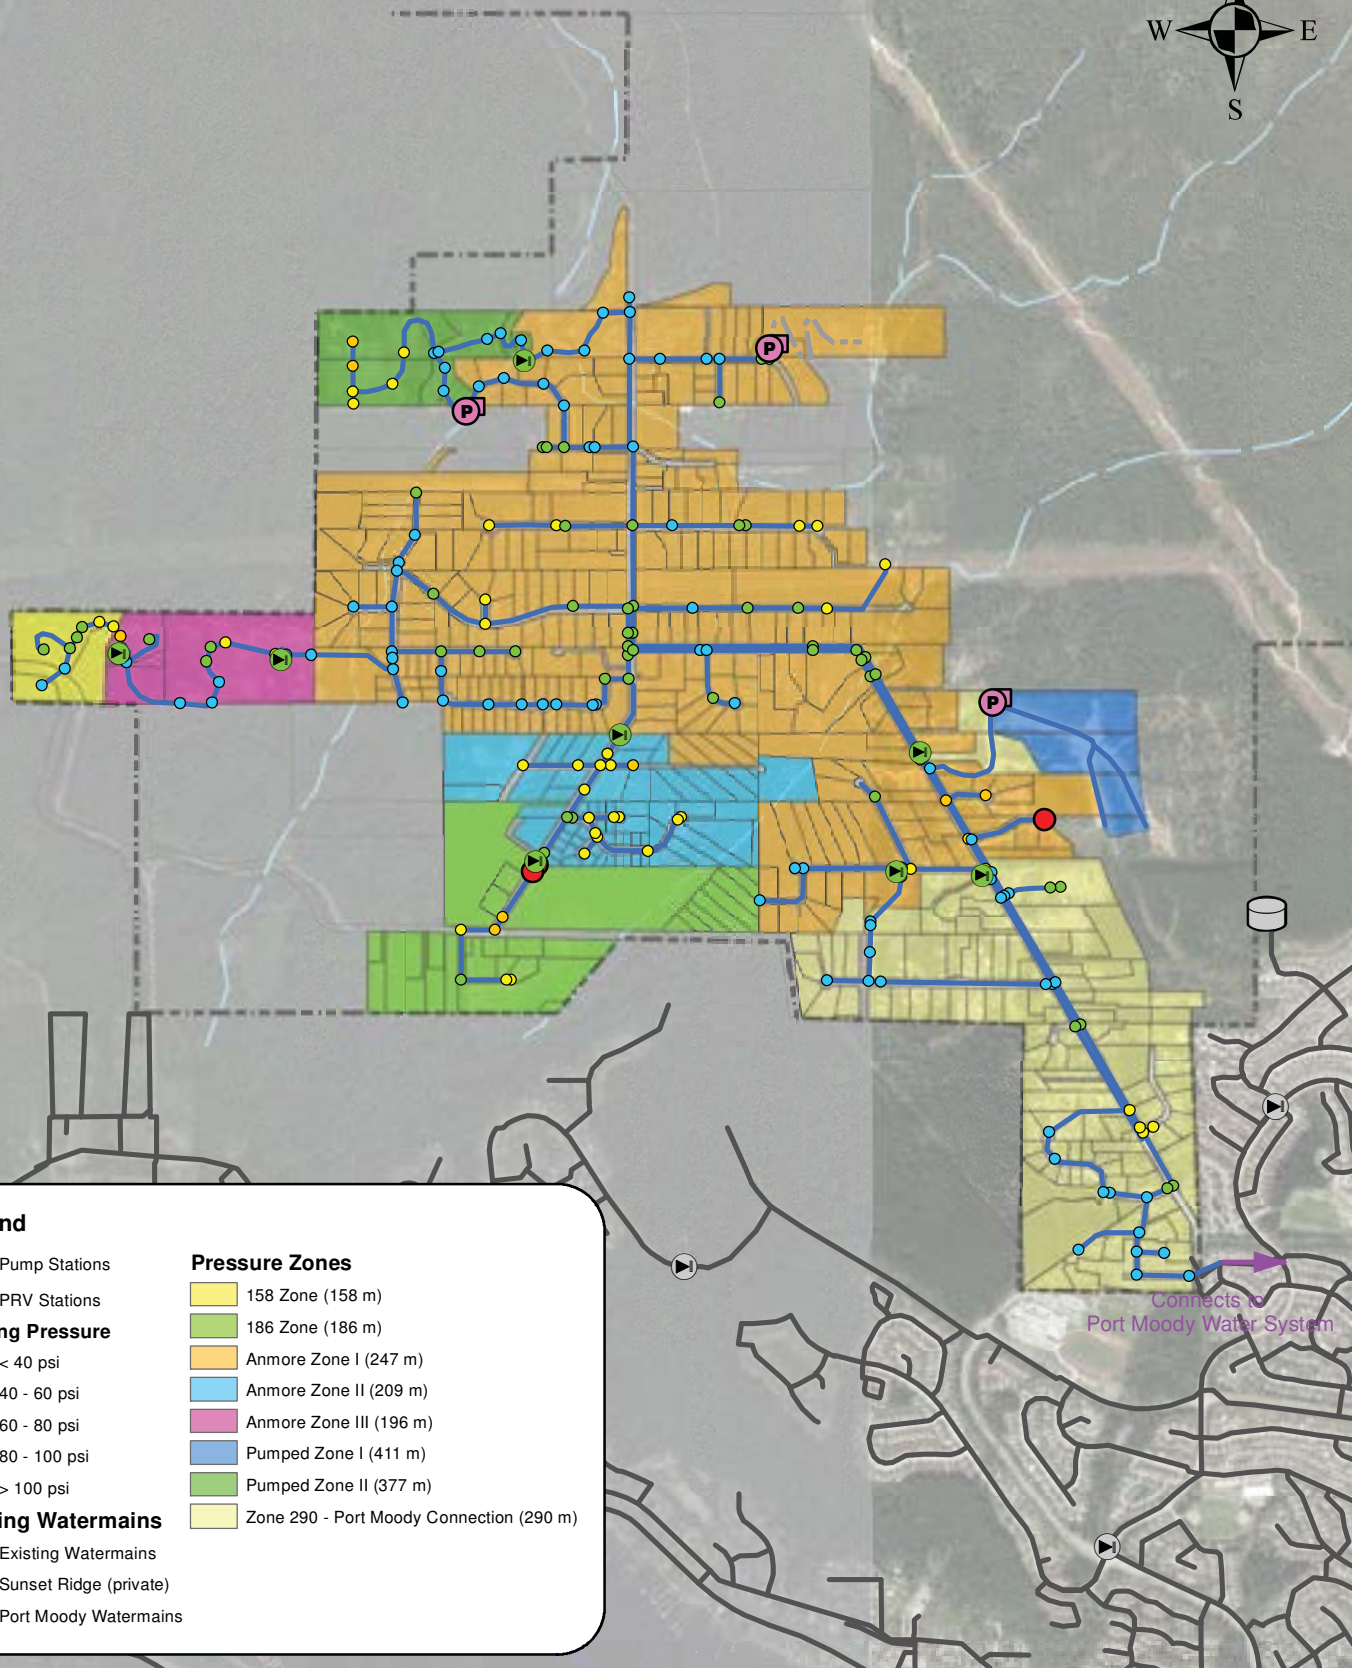 W
E
S
P
P
P
nd
Pump Stations
PRV Stations
ng Pressure
< 40 psi
40 - 60 psi
60 - 80 psi
80 - 100 psi
> 100 psi
ing Watermains
Existing Watermains
Sunset Ridge (private)
Port Moody Watermains
Pressure Zones
158 Zone (158 m)
186 Zone (186 m)
Anmore Zone I (247 m)
Anmore Zone II (209 m)
Anmore Zone III (196 m)
Pumped Zone I (411 m)
Pumped Zone II (377 m)
Zone 290 - Port Moody Connection (290 m)
Connects to
Port Moody Water System